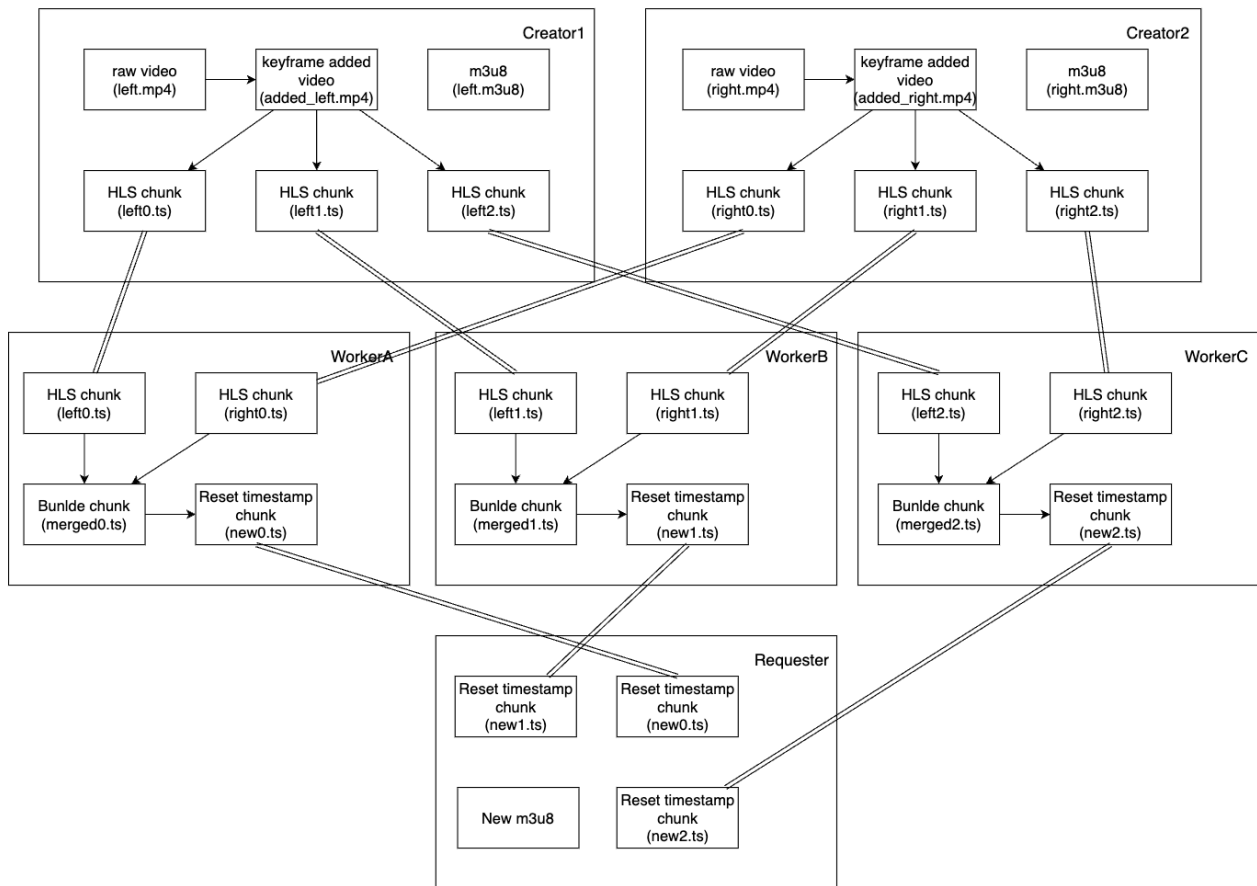 Creator1
raw video
(left.mp4)
keyframe added
video
(added_left.mp4)
m3u8
(left.m3u8)
HLS chunk
(left0.ts)
HLS chunk
(left1.ts)
HLS chunk
(left2.ts)
Creator2
raw video
(right.mp4)
keyframe added
video
(added_right.mp4)
m3u8
(right.m3u8)
HLS chunk
(right0.ts)
HLS chunk
(right1.ts)
HLS chunk
(right2.ts)
WorkerA
HLS chunk
(left0.ts)
HLS chunk
(right0.ts)
Bunlde chunk
(merged0.ts)
Reset timestamp
chunk
(new0.ts)
WorkerB
HLS chunk
(left1.ts)
HLS chunk
(right1.ts)
Bunlde chunk
(merged1.ts)
Reset timestamp
chunk
(new1.ts)
WorkerC
HLS chunk
(left2.ts)
HLS chunk
(right2.ts)
Bunlde chunk
(merged2.ts)
Reset timestamp
chunk
(new2.ts)
Requester
Reset timestamp
chunk
(new1.ts)
Reset timestamp
chunk
(new0.ts)
New m3u8
Reset timestamp
chunk
(new2.ts)